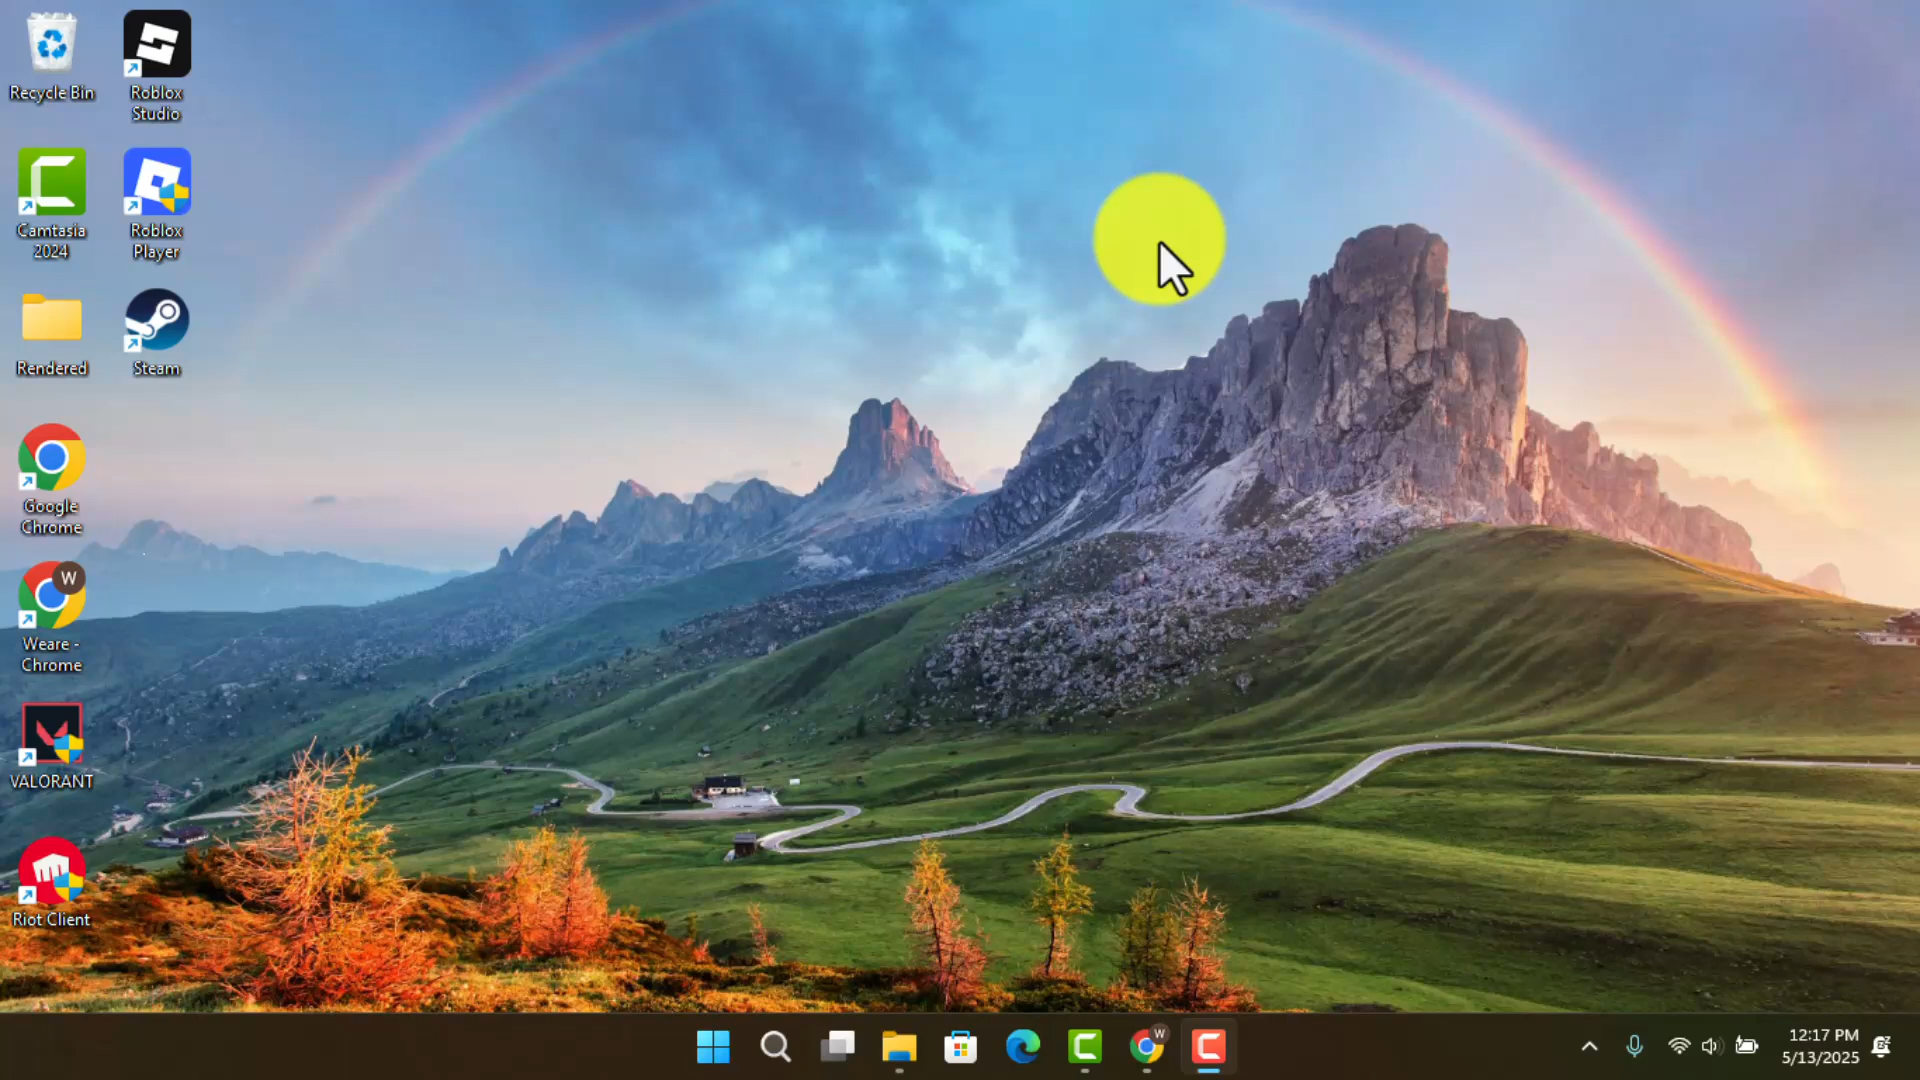 Recycle Bin
Roblox
Studio
Camtasia
2024
Roblox
Player
Rendered
Steam
Google
Chrome
W
Weare -
Chrome
VALORANT
Riot Client
W
12:17 PM
5/13/2025